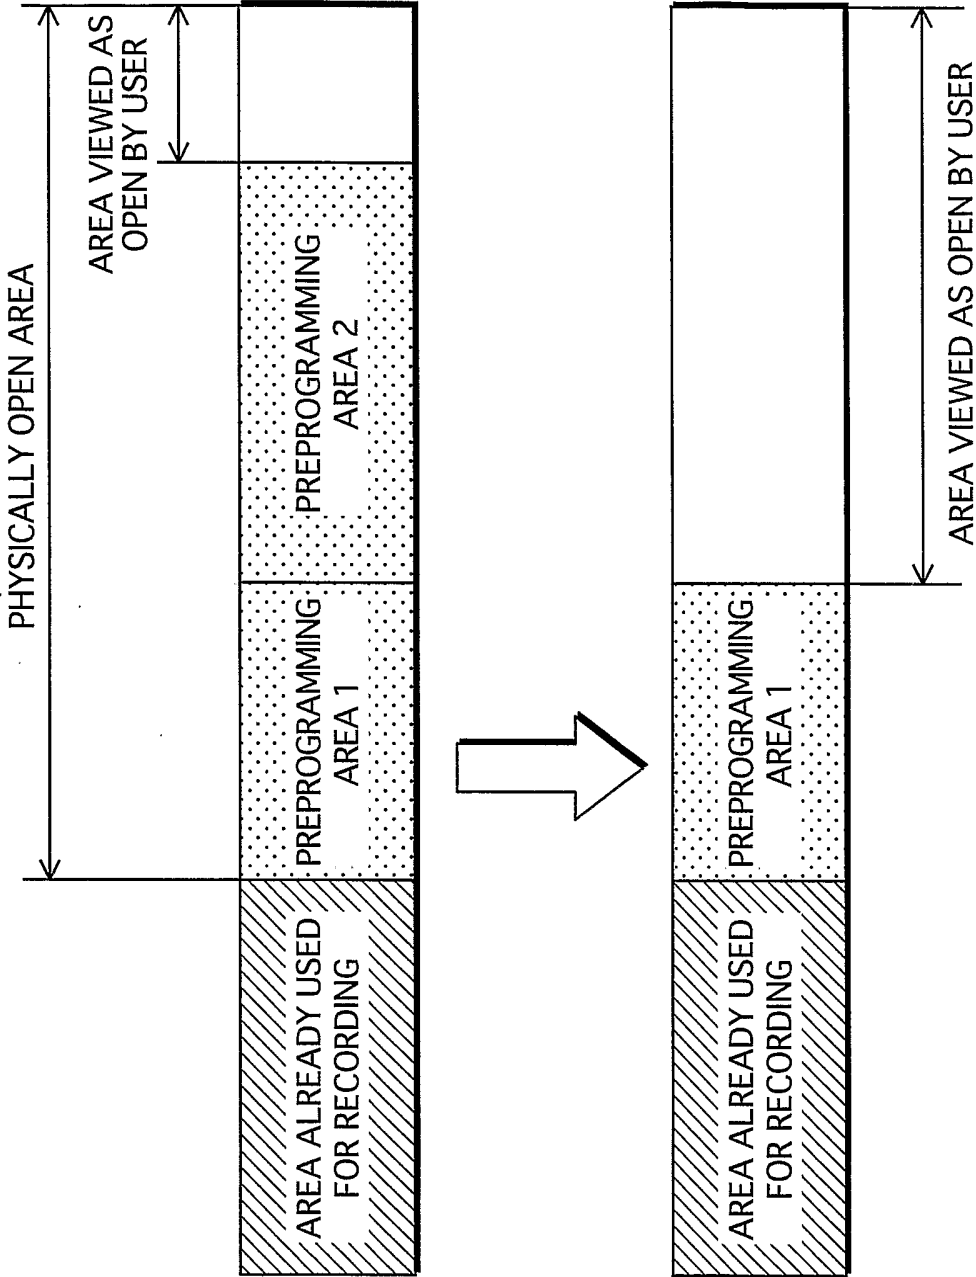 PHYSICALLY OPEN AREA
AREA VIEWED AS
OPEN BY USER
AREA ALREADY USED
FOR RECORDING
PREPROGRAMMING
AREA 1
PREPROGRAMMING
AREA 2
AREA ALREADY USED
FOR RECORDING
PREPROGRAMMING
AREA 1
AREA VIEWED AS OPEN BY USER